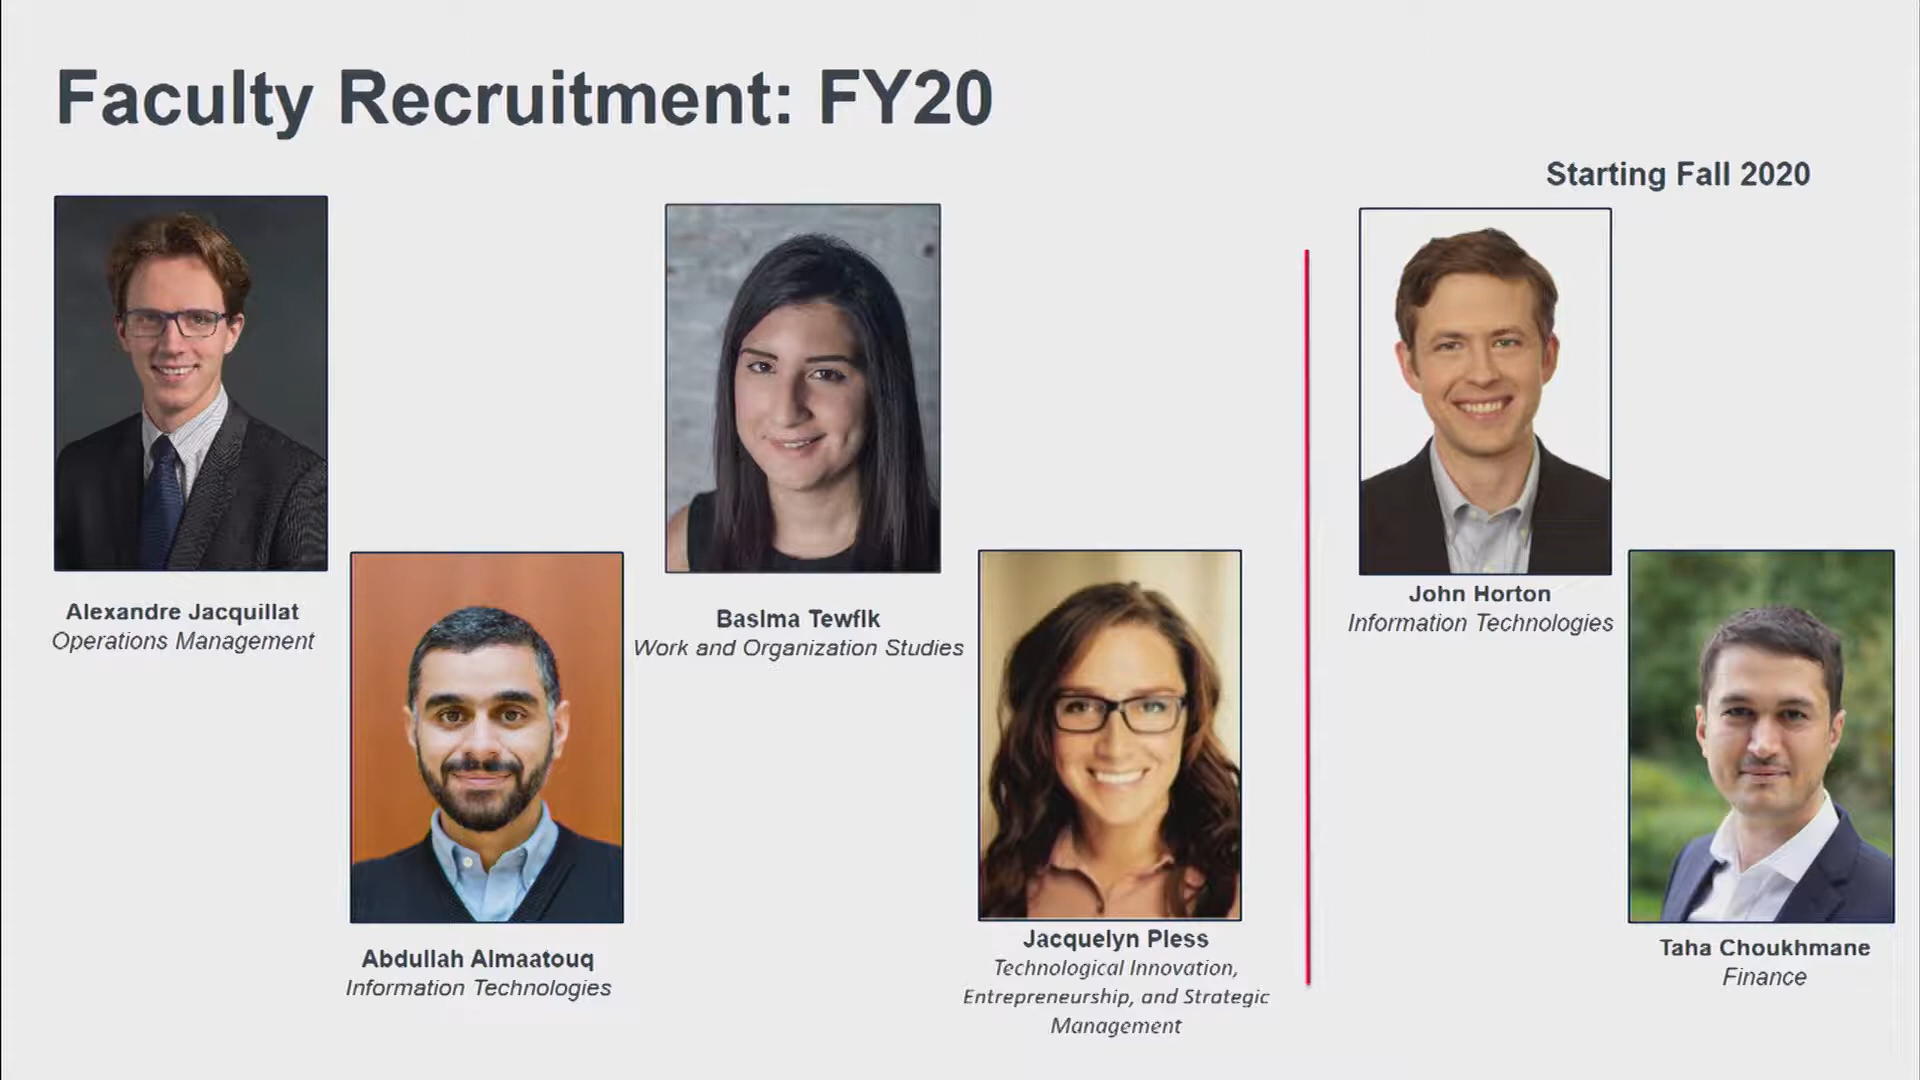 Faculty Recruitment: FY20
Starting Fall 2020
Alexandre Jacquillat
Operations Management
Abdullah Almaatouq
Information Technologies
Basima Tewfik
Work and Organization Studies
Jacquelyn Pless
Technological Innovation,
Entrepreneurship, and Strategic
Management
John Horton
Information Technologies
Taha Choukhmane
Finance